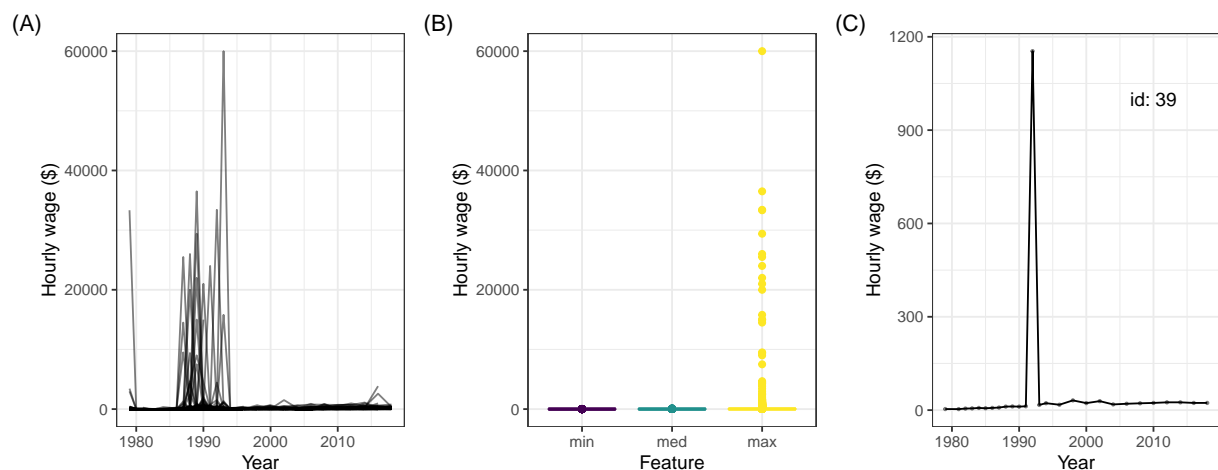 (A)
Hourly wage ($)
60000
40000
20000
0
1980 1990 2000 2010
Year
(B)
Hourly wage ($)
60000
40000
20000
0
min med max
Feature
(C)
Hourly wage ($)
1200
900
600
300
0
id: 39
1980 1990 2000 2010
Year